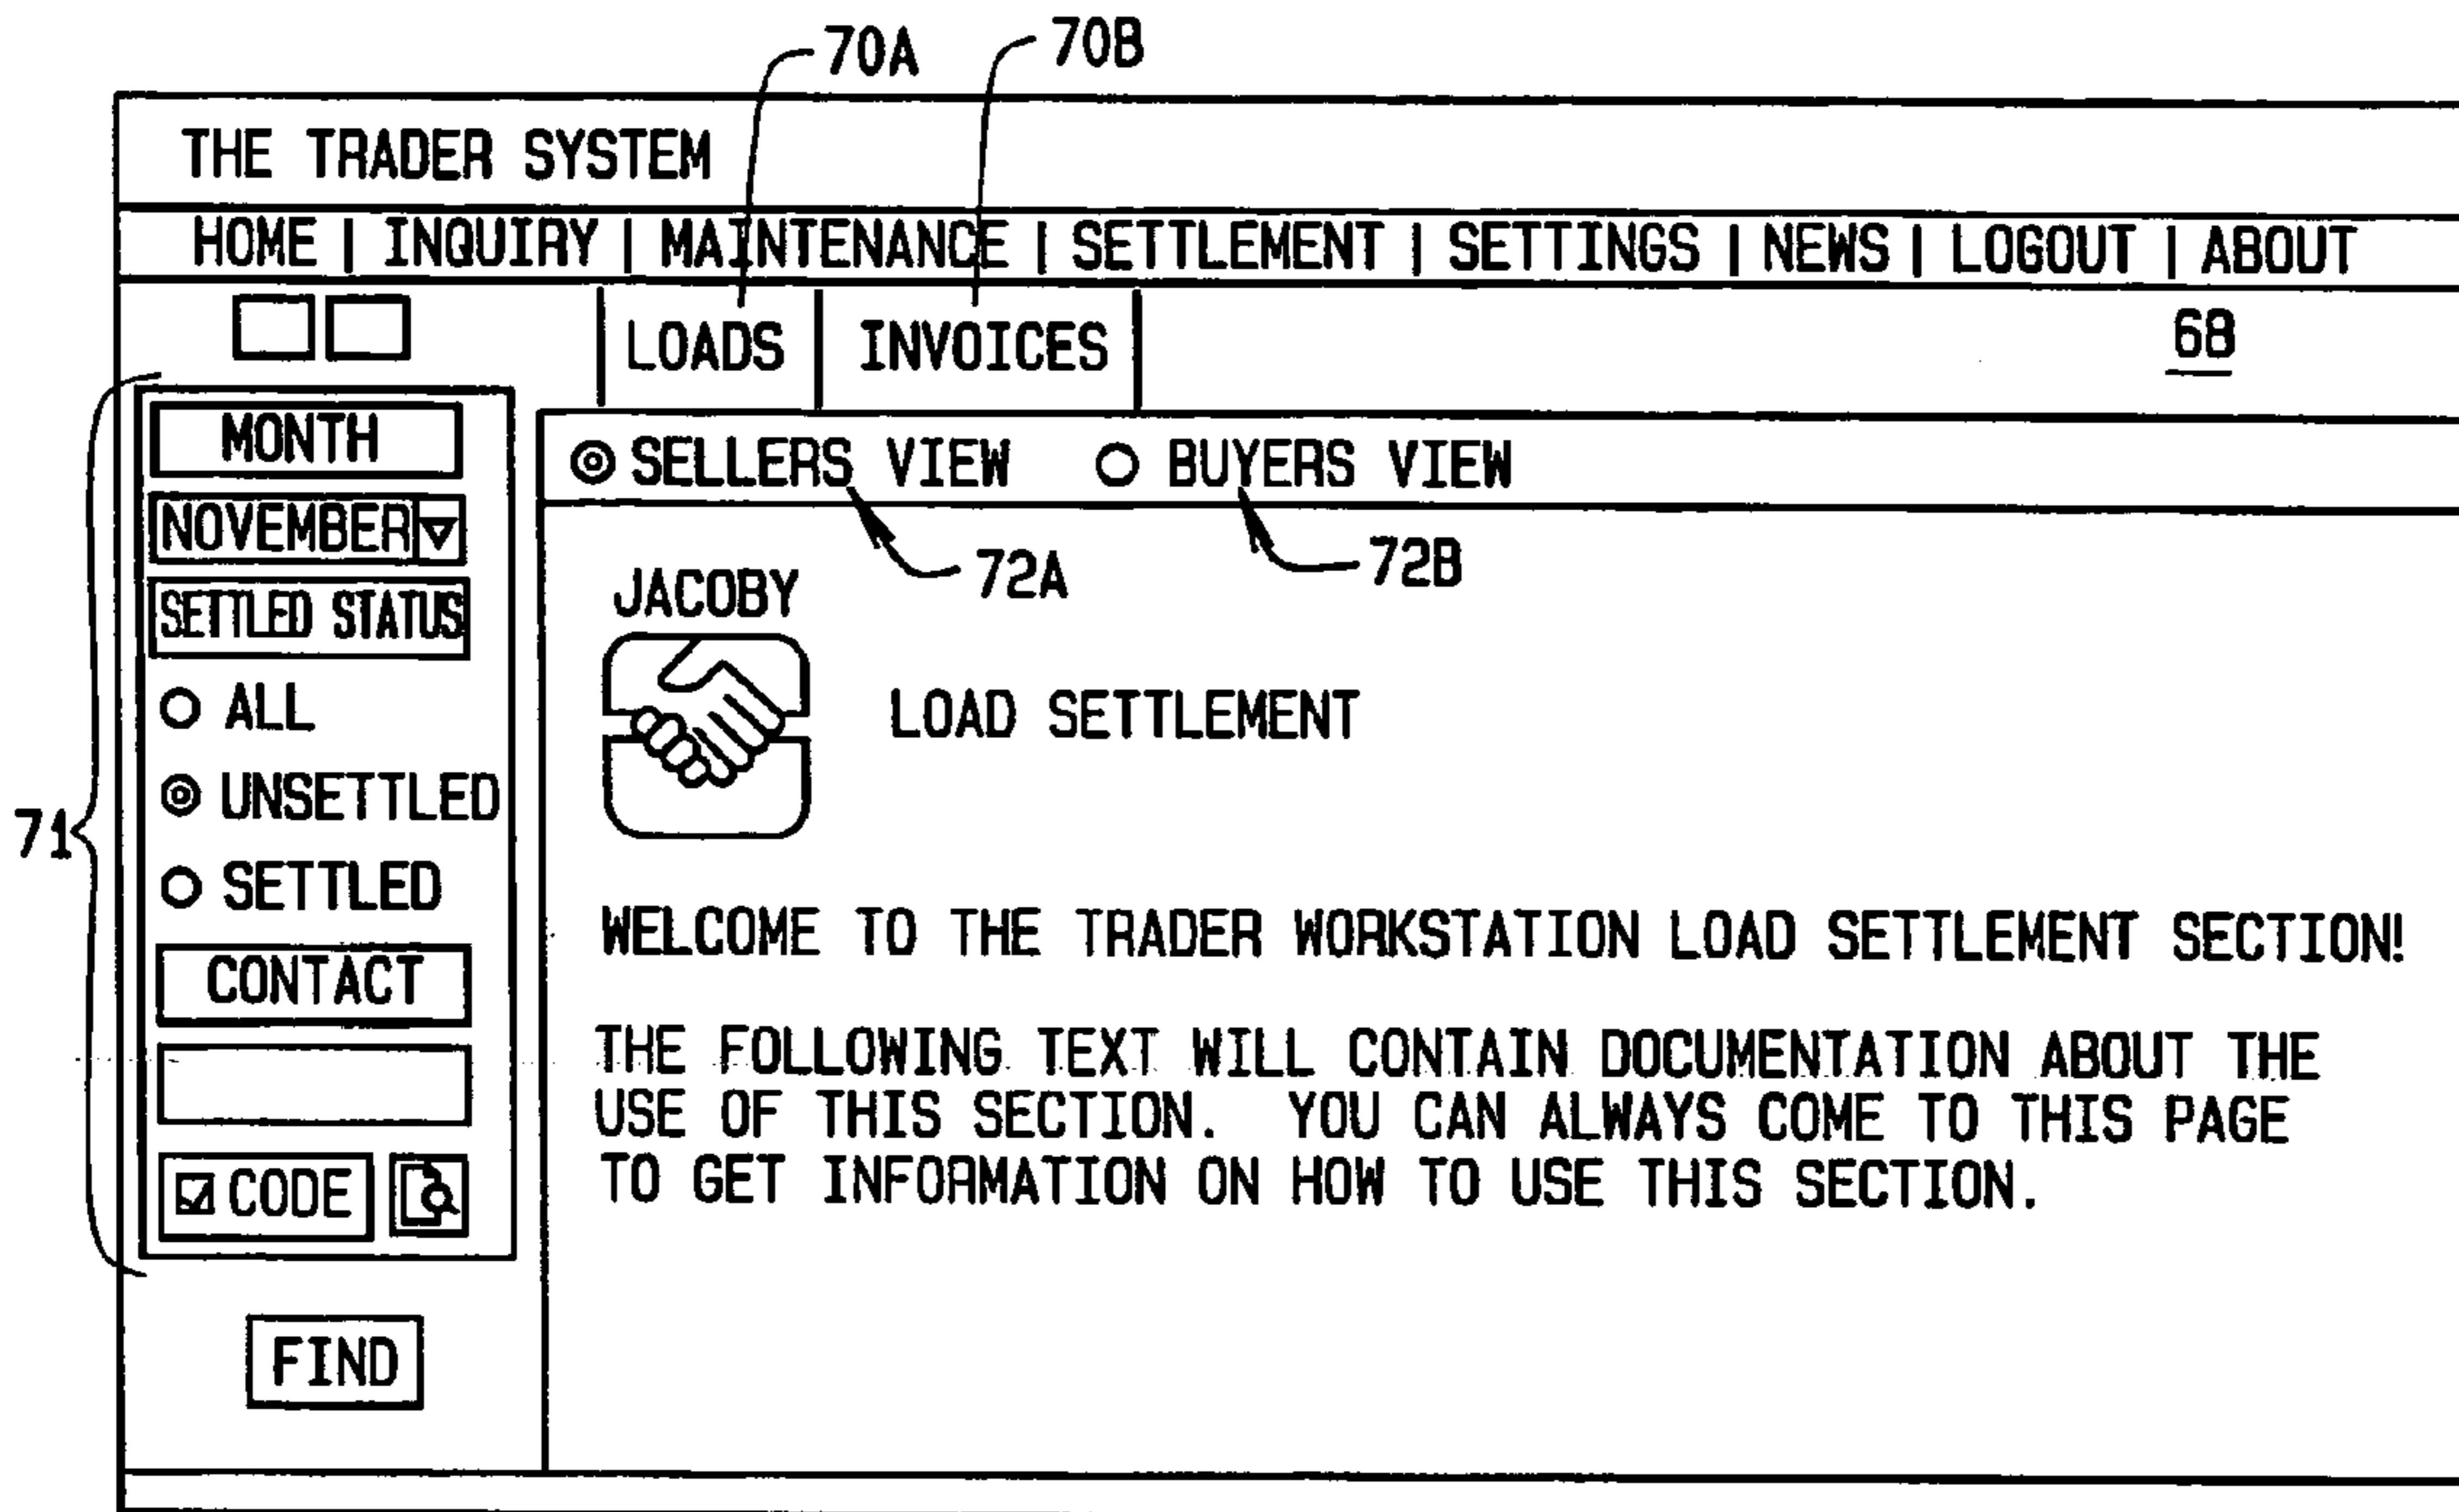 70A 70B
THE TRADER SYSTEM
HOME | INQUIRY | MAINTENANCE | SETTLEMENT | SETTINGS | NEWS | LOGOUT | ABOUT
LOADS INVOICES 68
MONTH
SELLERS VIEW BUYERS VIEW
NOVEMBER
72A 72B
SETTLED STATUS
JACOBY
ALL
LOAD SETTLEMENT
UNSETTLED
71
SETTLED
WELCOME TO THE TRADER WORKSTATION LOAD SETTLEMENT SECTION!
CONTACT
THE FOLLOWING TEXT WILL CONTAIN DOCUMENTATION ABOUT THE
USE OF THIS SECTION. YOU CAN ALWAYS COME TO THIS PAGE
TO GET INFORMATION ON HOW TO USE THIS SECTION.
CODE
FIND